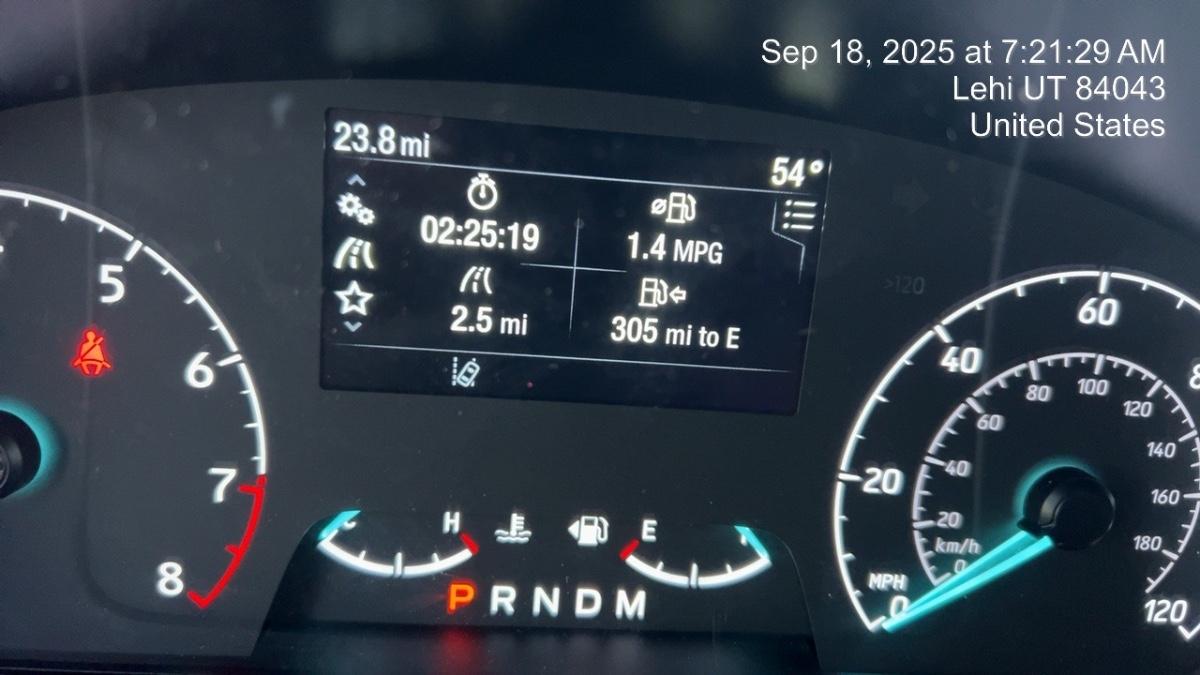 Sep 18, 2025 at 7:21:29 AM
Lehi UT 84043
United States
23.8 mi
54°
02:25:19
1.4 MPG
2.5 mi
305 mi to E
5
6
7
8
H
E
P R N D M
>120
20
40
60
MPH
0
120
km/h
0
20
40
60
80
100
120
140
160
180